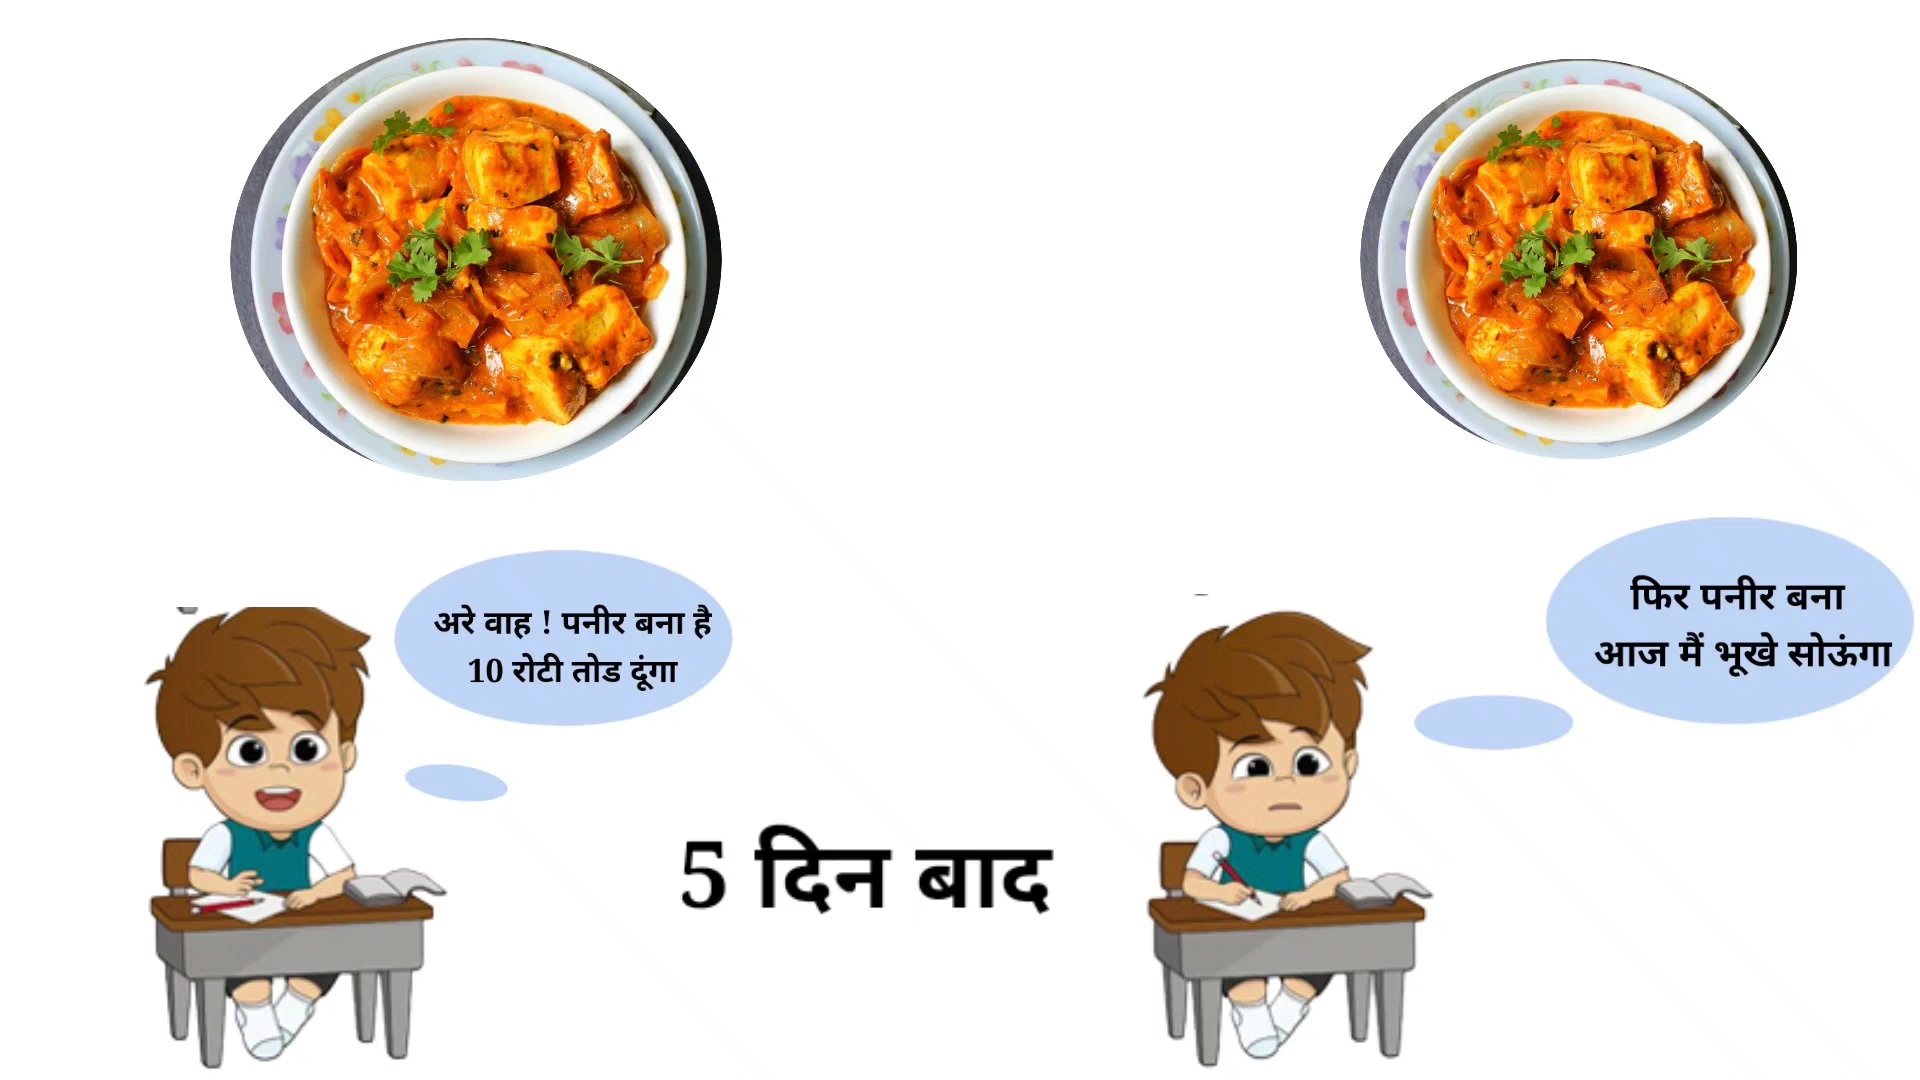 अरे वाह ! पनीर बना है
10 रोटी तोड दूंगा
5 दिन बाद
फिर पनीर बना
आज मैं भूखे सोऊंगा